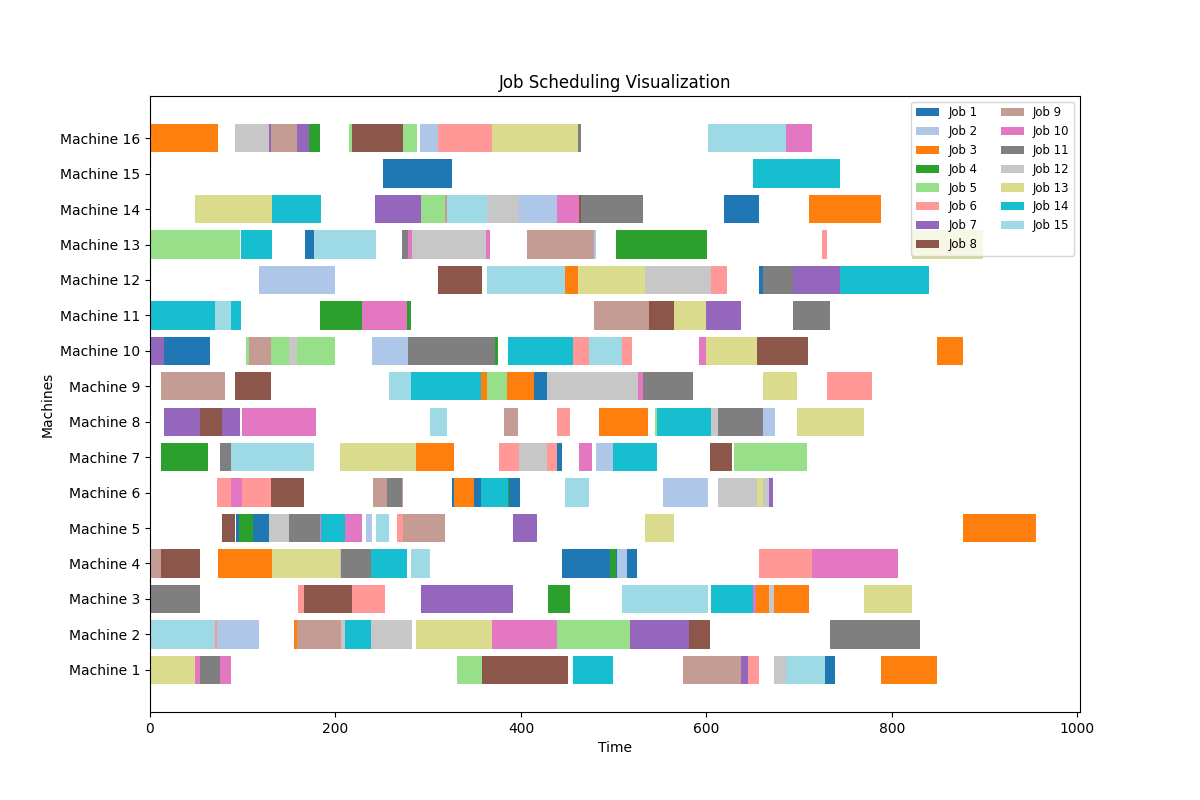 Job Scheduling Visualization
Machines
Machine 16
Machine 15
Machine 14
Machine 13
Machine 12
Machine 11
Machine 10
Machine 9
Machine 8
Machine 7
Machine 6
Machine 5
Machine 4
Machine 3
Machine 2
Machine 1
Job 1
Job 2
Job 3
Job 4
Job 5
Job 6
Job 7
Job 8
Job 9
Job 10
Job 11
Job 12
Job 13
Job 14
Job 15
0 200 400 600 800 1000
Time